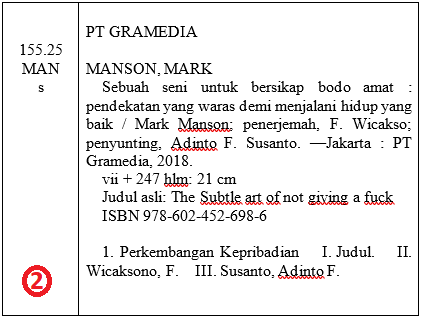 155.25
MAN
s
2
PT GRAMEDIA
MANSON, MARK
Sebuah seni untuk bersikap bodo amat :
pendekatan yang waras demi menjalani hidup yang
baik / Mark Manson; penerjemah, F. Wicakso;
penyunting, Adinto F. Susanto. —Jakarta : PT
Gramedia, 2018.
vii + 247 hlm: 21 cm
Judul asli: The Subtle art of not giving a fuck
ISBN 978-602-452-698-6
1. Perkembangan Kepribadian I. Judul. II.
Wicaksono, F. III. Susanto, Adinto F.